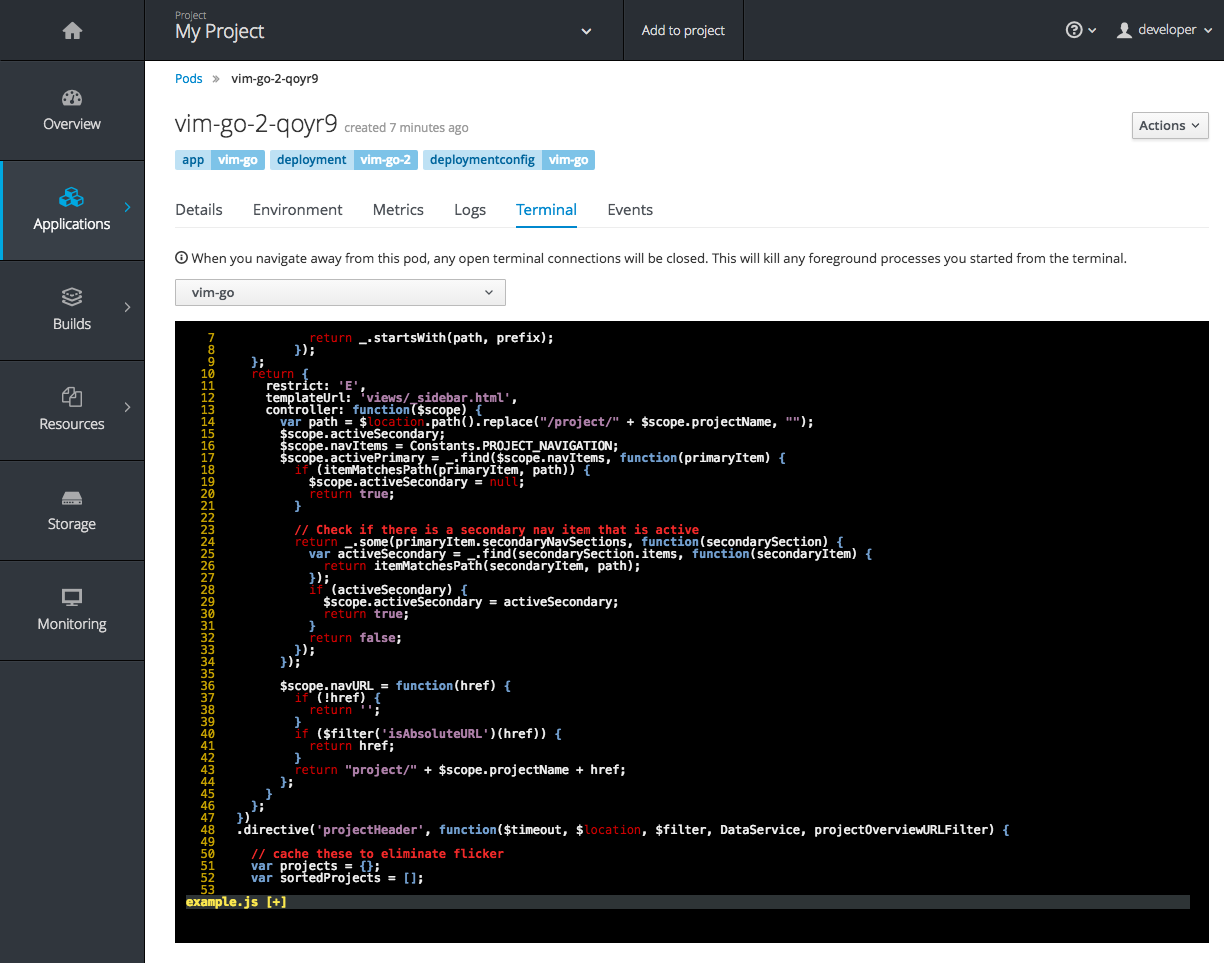 Project
My Project
Add to project
developer
Overview
Applications
Builds
Resources
Storage
Monitoring
Pods » vim-go-2-qoyr9
vim-go-2-qoyr9 created 7 minutes ago
Actions
app vim-go deployment vim-go-2 deploymentconfig vim-go
Details Environment Metrics Logs Terminal Events
When you navigate away from this pod, any open terminal connections will be closed. This will kill any foreground processes you started from the terminal.
vim-go
7           return _.startsWith(path, prefix);
8         });
9   };
10   return {
11     restrict: 'E',
12     templateUrl: 'views/_sidebar.html',
13     controller: function($scope) {
14       var path = $location.path().replace("/project/" + $scope.projectName, "");
15       $scope.activeSecondary;
16       $scope.navItems = Constants.PROJECT_NAVIGATION;
17       $scope.activePrimary = _.find($scope.navItems, function(primaryItem) {
18         if (itemMatchesPath(primaryItem, path)) {
19           $scope.activeSecondary = null;
20           return true;
21         }
22
23         // Check if there is a secondary nav item that is active
24         return _.some(primaryItem.secondaryNavSections, function(secondarySection) {
25           var activeSecondary = _.find(secondarySection.items, function(secondaryItem) {
26             return itemMatchesPath(secondaryItem, path);
27           });
28           if (activeSecondary) {
29             $scope.activeSecondary = activeSecondary;
30             return true;
31           }
32           return false;
33         });
34       });
35
36       $scope.navURL = function(href) {
37         if (!href) {
38           return '';
39         }
40         if ($filter('isAbsoluteURL')(href)) {
41           return href;
42         }
43         return "project/" + $scope.projectName + href;
44       };
45     }
46   };
47 })
48 .directive('projectHeader', function($timeout, $location, $filter, DataService, projectOverviewURLFilter) {
49
50   // cache these to eliminate flicker
51   var projects = {};
52   var sortedProjects = [];
53
example.js [+]